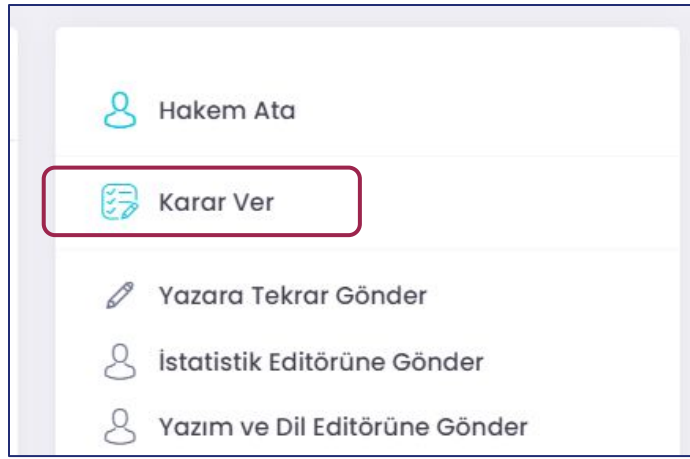 Hakem Ata
Karar Ver
Yazara Tekrar Gönder
İstatistik Editörüne Gönder
Yazım ve Dil Editörüne Gönder